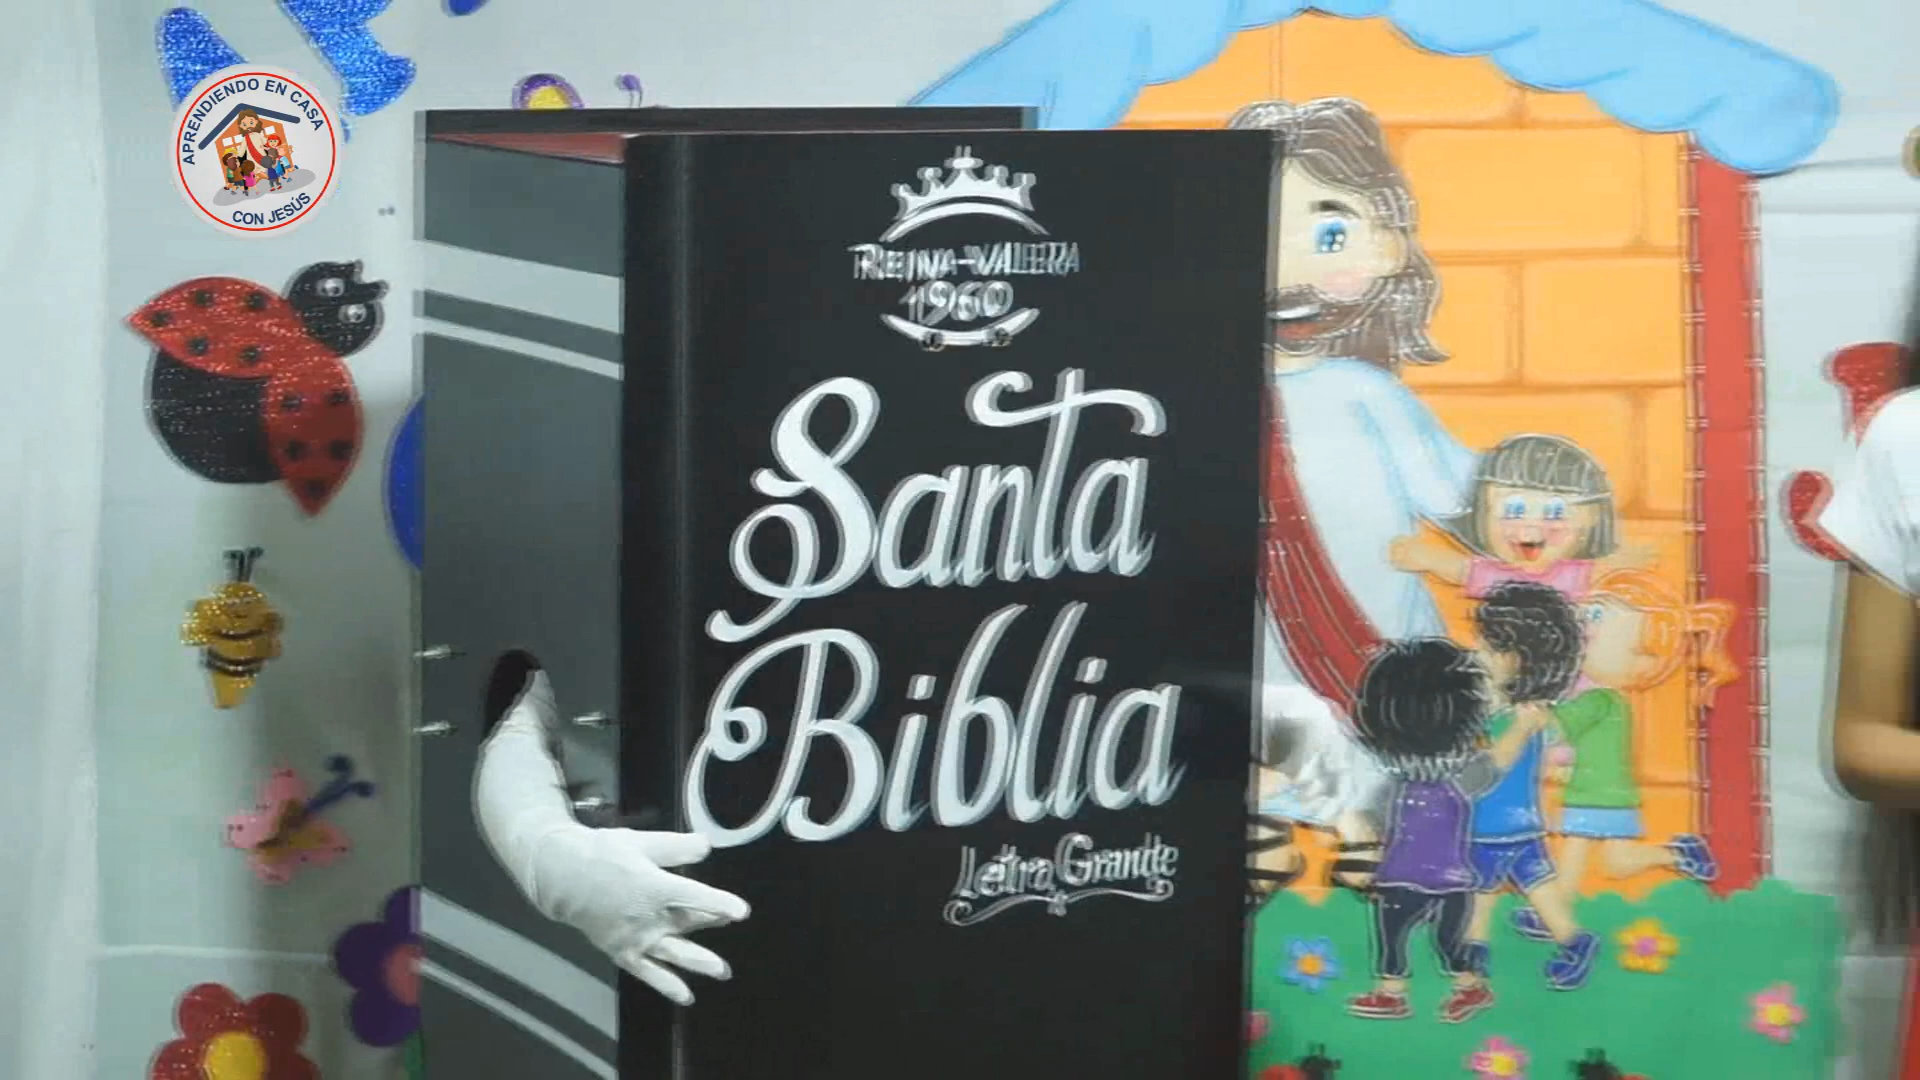 APRENDIENDO EN CASA
CON JESÚS
REINA-VALERA
1960
Santa
Biblia
Letra Grande